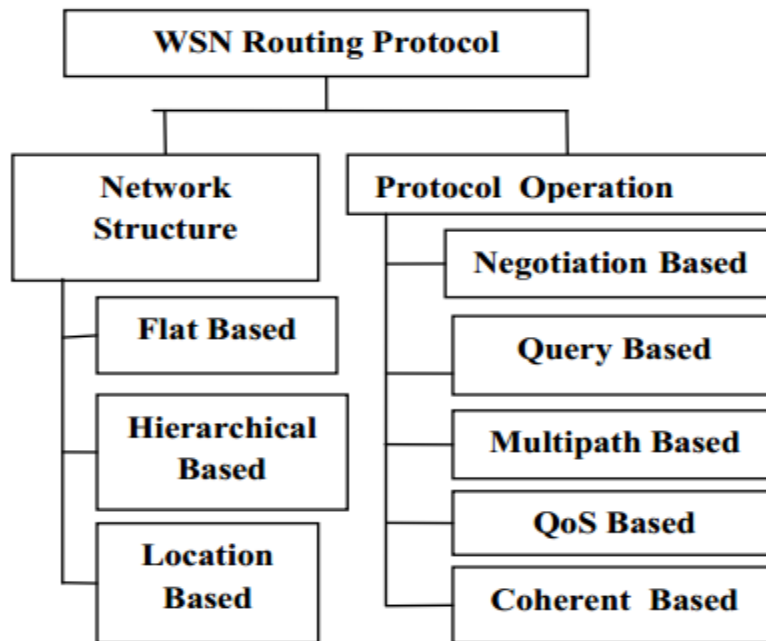 WSN Routing Protocol
Network
Structure
Flat Based
Hierarchical
Based
Location
Based
Protocol Operation
Negotiation Based
Query Based
Multipath Based
QoS Based
Coherent Based